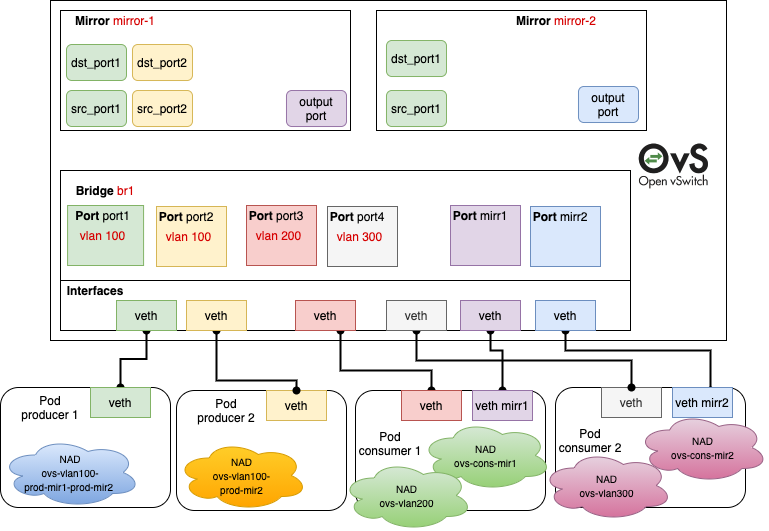 Mirror mirror-1
dst_port1
dst_port2
src_port1
src_port2
output
port
Mirror mirror-2
dst_port1
src_port1
output
port
OvS
Open vSwitch
Bridge br1
Port port1
vlan 100
Port port2
vlan 100
Port port3
vlan 200
Port port4
vlan 300
Port mirr1
Port mirr2
Interfaces
veth
veth
veth
veth
veth
veth
Pod
producer 1
veth
NAD
ovs-vlan100-
prod-mir1-prod-mir2
Pod
producer 2
veth
NAD
ovs-vlan100-
prod-mir2
veth
veth mirr1
Pod
consumer 1
NAD
ovs-cons-mir1
NAD
ovs-vlan200
veth
veth mirr2
Pod
consumer 2
NAD
ovs-cons-mir2
NAD
ovs-vlan300